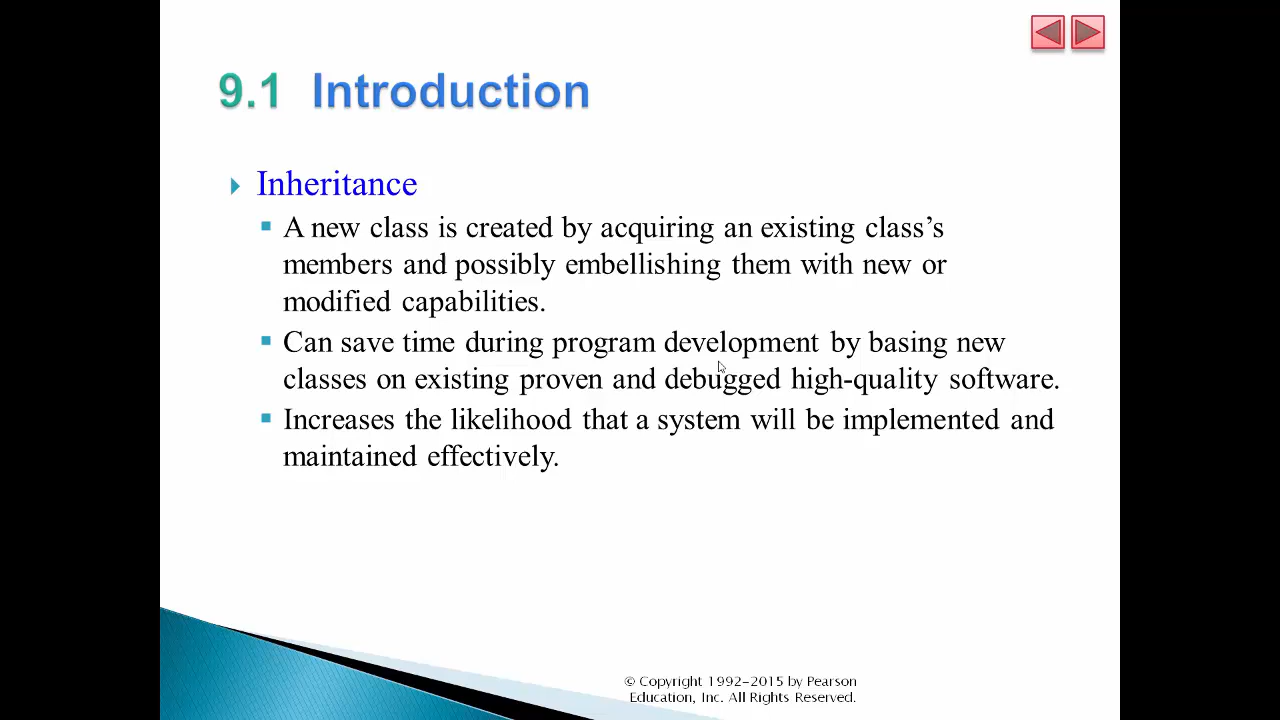 9.1 Introduction
Inheritance
A new class is created by acquiring an existing class’s
members and possibly embellishing them with new or
modified capabilities.
Can save time during program development by basing new
classes on existing proven and debugged high-quality software.
Increases the likelihood that a system will be implemented and
maintained effectively.
© Copyright 1992–2015 by Pearson
Education, Inc. All Rights Reserved.